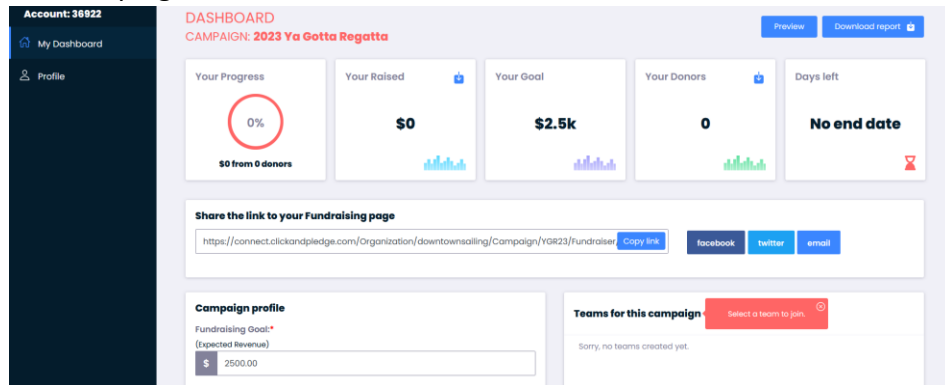 Account: 36922
My Dashboard
Profile
DASHBOARD
CAMPAIGN: 2023 Ya Gotta Regatta
Preview
Download report
Your Progress
0%
$0 from 0 donors
Your Raised
$0
Your Goal
$2.5k
Your Donors
0
Days left
No end date
Share the link to your Fundraising page
https://connect.clickandpledge.com/Organization/downtownsailing/Campaign/YGR23/Fundraiser/
Copy link
facebook
twitter
email
Campaign profile
Fundraising Goal:*
(Expected Revenue)
$ 2500.00
Teams for this campaign
Select a team to join.
Sorry, no teams created yet.